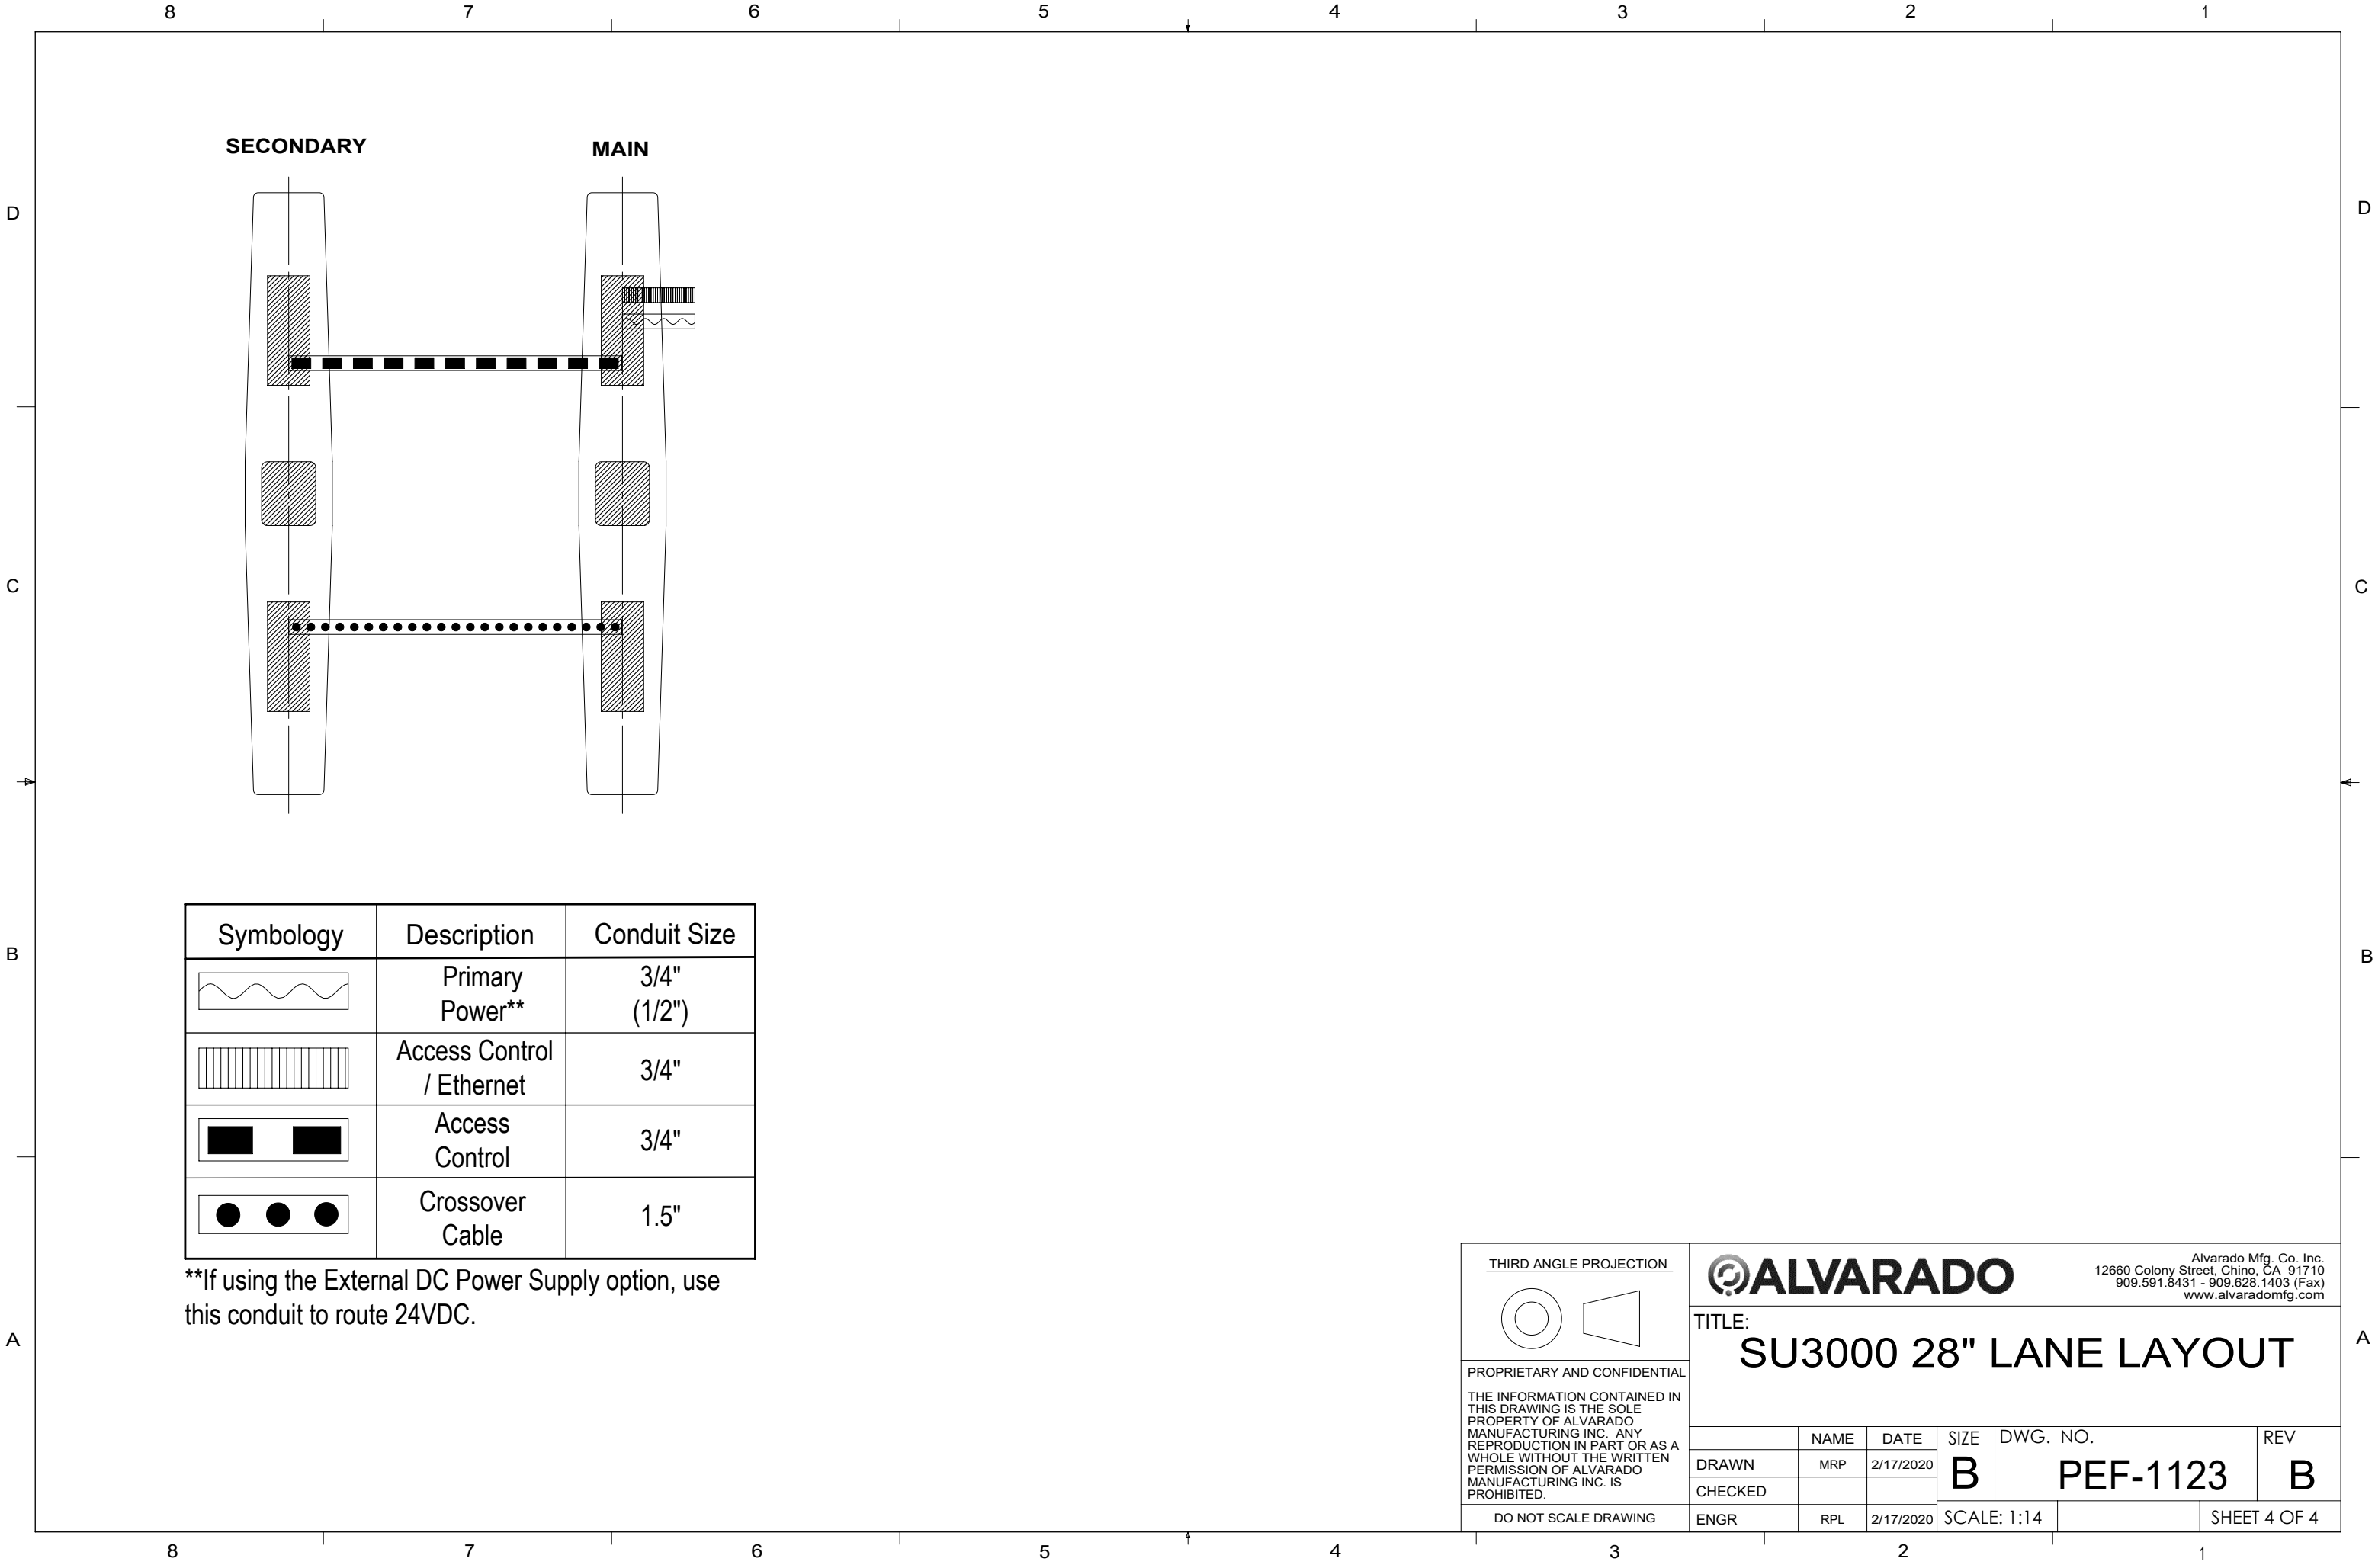 8 7 6 5 4 3 2 1
SECONDARY
MAIN
D
D
C
C
B
B
A
A
Symbology Description Conduit Size
Primary
Power**
3/4"
(1/2")
Access Control
/ Ethernet
3/4"
Access
Control
3/4"
Crossover
Cable
1.5"
**If using the External DC Power Supply option, use
this conduit to route 24VDC.
THIRD ANGLE PROJECTION
PROPRIETARY AND CONFIDENTIAL
THE INFORMATION CONTAINED IN
THIS DRAWING IS THE SOLE
PROPERTY OF ALVARADO
MANUFACTURING INC. ANY
REPRODUCTION IN PART OR AS A
WHOLE WITHOUT THE WRITTEN
PERMISSION OF ALVARADO
MANUFACTURING INC. IS
PROHIBITED.
DO NOT SCALE DRAWING
ALVARADO
Alvarado Mfg. Co. Inc.
12660 Colony Street, Chino, CA 91710
909.591.8431 - 909.628.1403 (Fax)
www.alvaradomfg.com
TITLE:
SU3000 28" LANE LAYOUT
NAME DATE
DRAWN MRP 2/17/2020
CHECKED
ENGR RPL 2/17/2020
SIZE
B
DWG. NO.
PEF-1123
REV
B
SCALE: 1:14
SHEET 4 OF 4
8 7 6 5 4 3 2 1